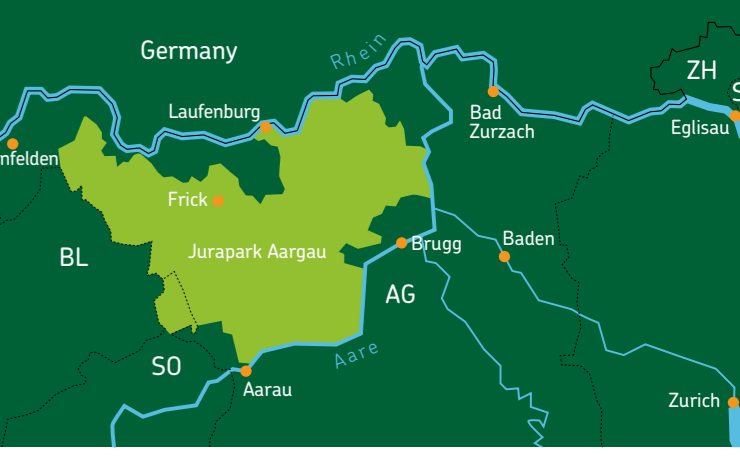 Germany
Rhein
ZH
Laufenburg
Bad
Zurzach
Eglisau
nfelden
Frick
BL
Jurapark Aargau
Brugg
Baden
AG
SO
Aare
Aarau
Zurich